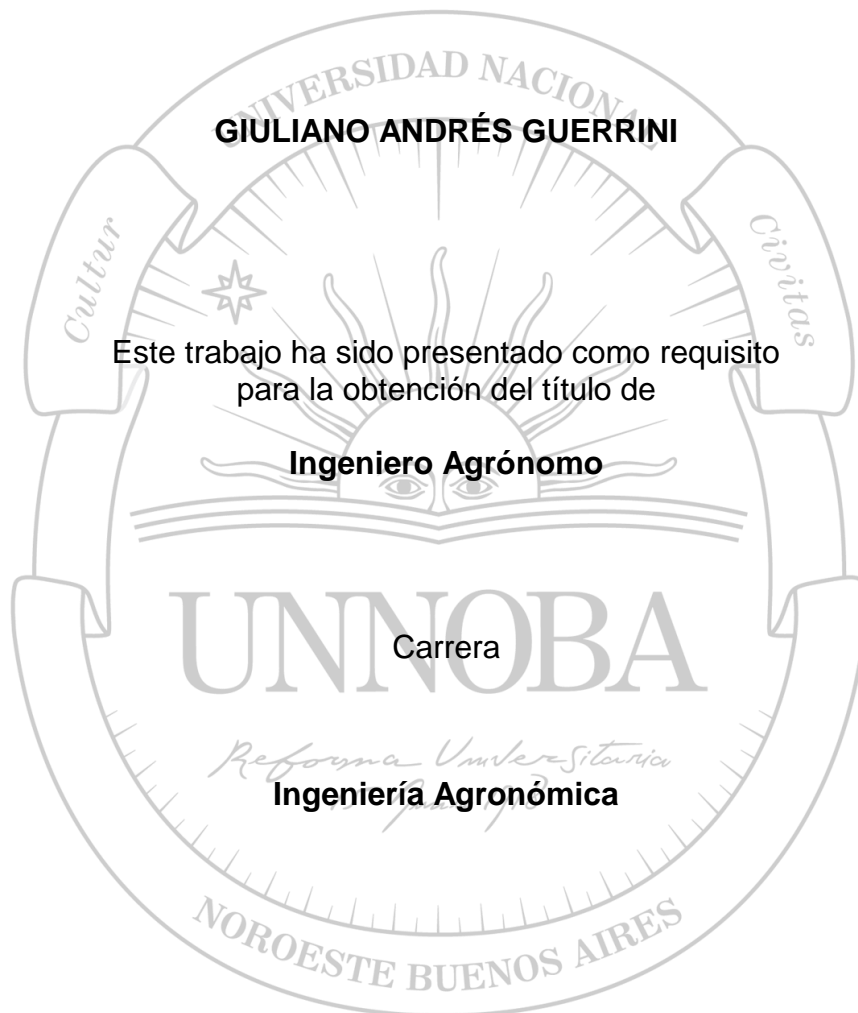 UNIVERSIDAD NACIONAL
GIULIANO ANDRÉS GUERRINI
Cultur
Civitas
Este trabajo ha sido presentado como requisito
para la obtención del título de
Ingeniero Agrónomo
UNNOBA
Carrera
Reforma Universitaria
Ingeniería Agronómica
NOROESTE BUENOS AIRES